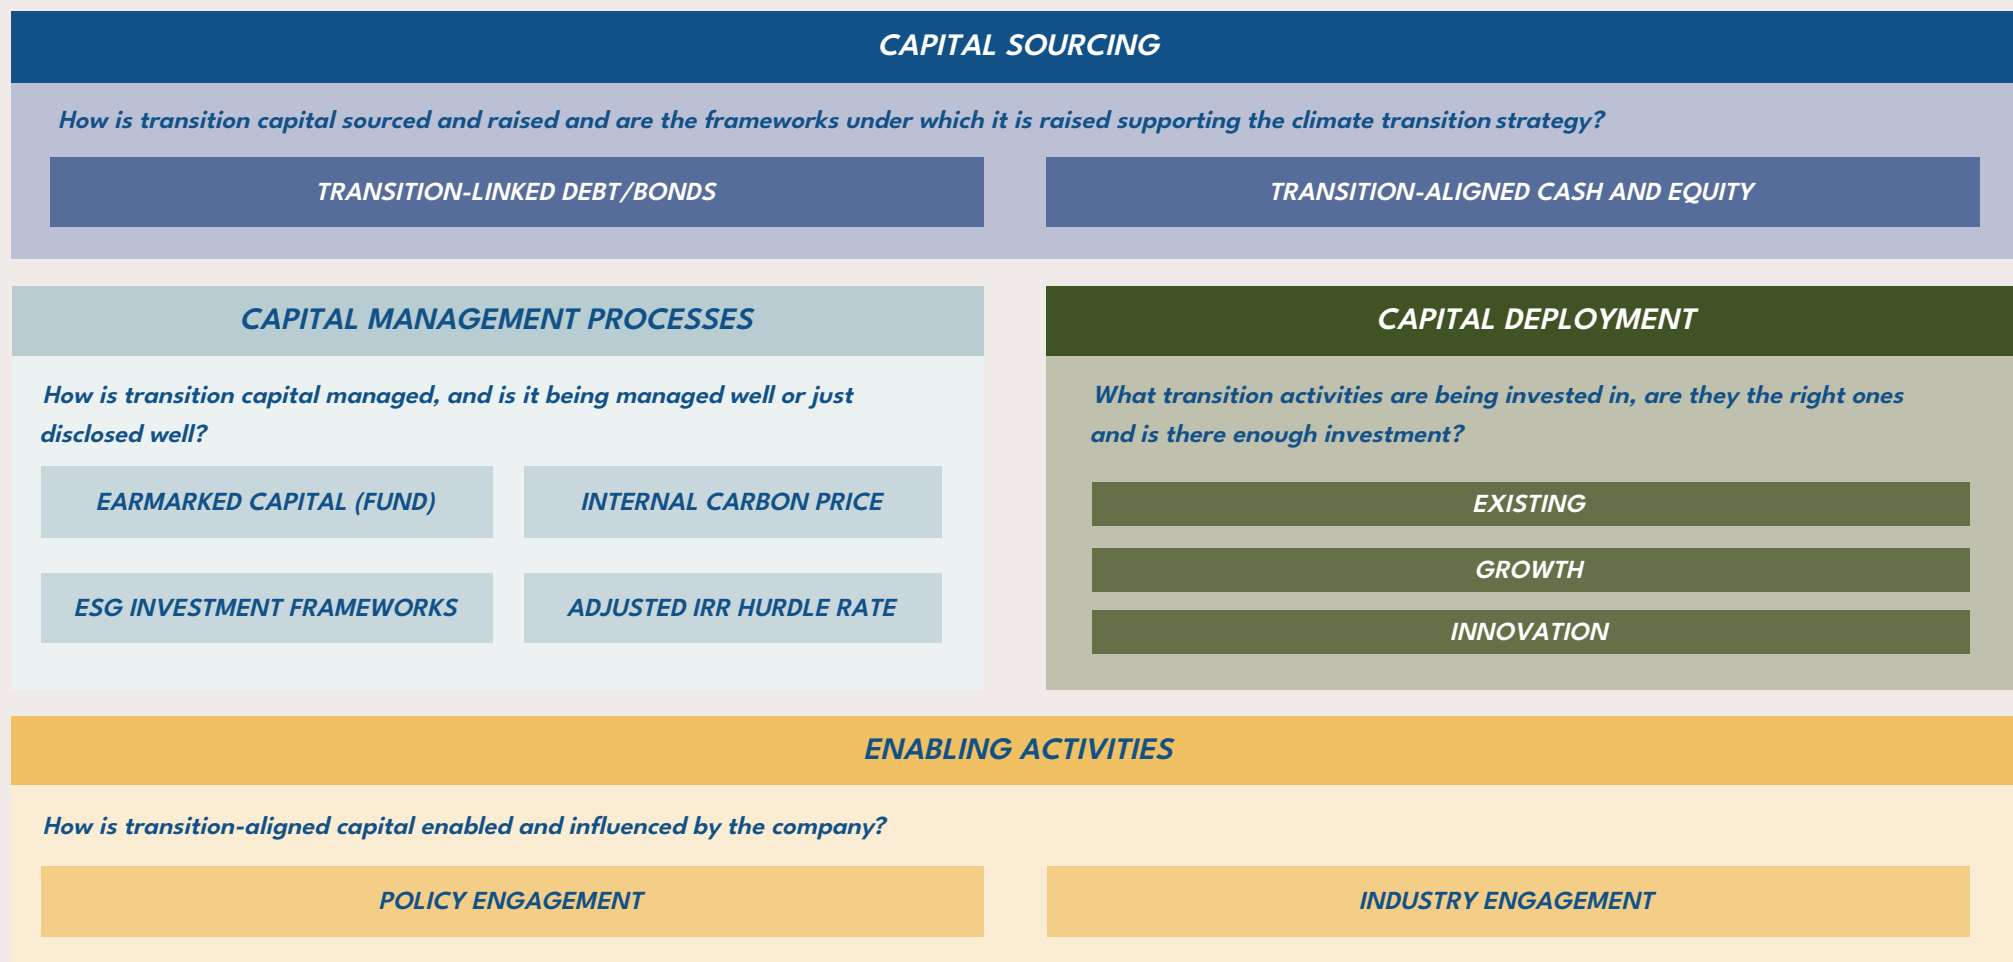 CAPITAL SOURCING
How is transition capital sourced and raised and are the frameworks under which it is raised supporting the climate transition strategy?
TRANSITION-LINKED DEBT/BONDS
TRANSITION-ALIGNED CASH AND EQUITY
CAPITAL MANAGEMENT PROCESSES
How is transition capital managed, and is it being managed well or just
disclosed well?
EARMARKED CAPITAL (FUND)
INTERNAL CARBON PRICE
ESG INVESTMENT FRAMEWORKS
ADJUSTED IRR HURDLE RATE
CAPITAL DEPLOYMENT
What transition activities are being invested in, are they the right ones
and is there enough investment?
EXISTING
GROWTH
INNOVATION
ENABLING ACTIVITIES
How is transition-aligned capital enabled and influenced by the company?
POLICY ENGAGEMENT
INDUSTRY ENGAGEMENT